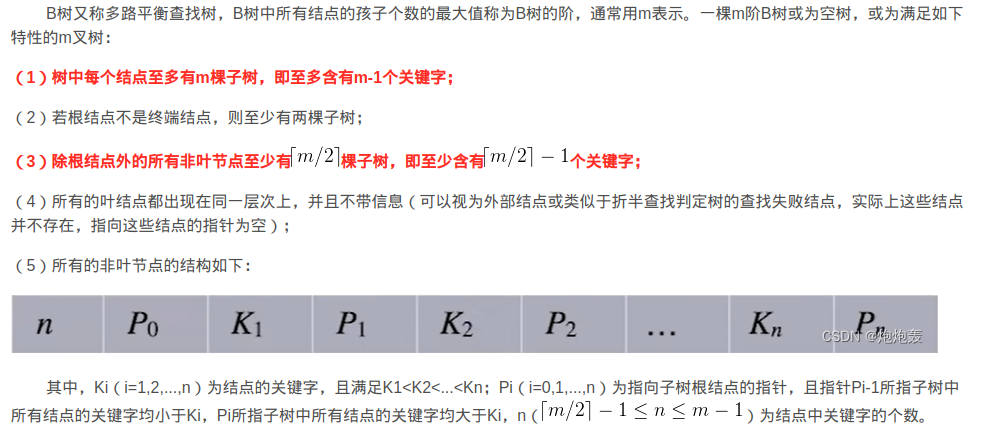 B树又称多路平衡查找树，B树中所有结点的孩子个数的最大值称为B树的阶，通常用m表示。一棵m阶B树或为空树，或为满足如下
特性的m叉树：
（1）树中每个结点至多有m棵子树，即至多含有m-1个关键字；
（2）若根结点不是终端结点，则至少有两棵子树；
（3）除根结点外的所有非叶节点至少有⌈m/2⌉棵子树，即至少含有⌈m/2⌉ − 1个关键字；
（4）所有的叶结点都出现在同一层次上，并且不带信息（可以视为外部结点或类似于折半查找判定树的查找失败结点，实际上这些结点
并不存在，指向这些结点的指针为空）；
（5）所有的非叶节点的结构如下：
n P₀ K₁ P₁ K₂ P₂ … Kₙ Pₙ
CSDN @炮炮轰
其中，Ki（i=1,2,...,n）为结点的关键字，且满足K1<K2<...<Kn；Pi（i=0,1,...,n）为指向子树根结点的指针，且指针Pi-1所指子树中
所有结点的关键字均小于Ki，Pi所指子树中所有结点的关键字均大于Ki，n（⌈m/2⌉ − 1 ≤ n ≤ m − 1）为结点中关键字的个数。